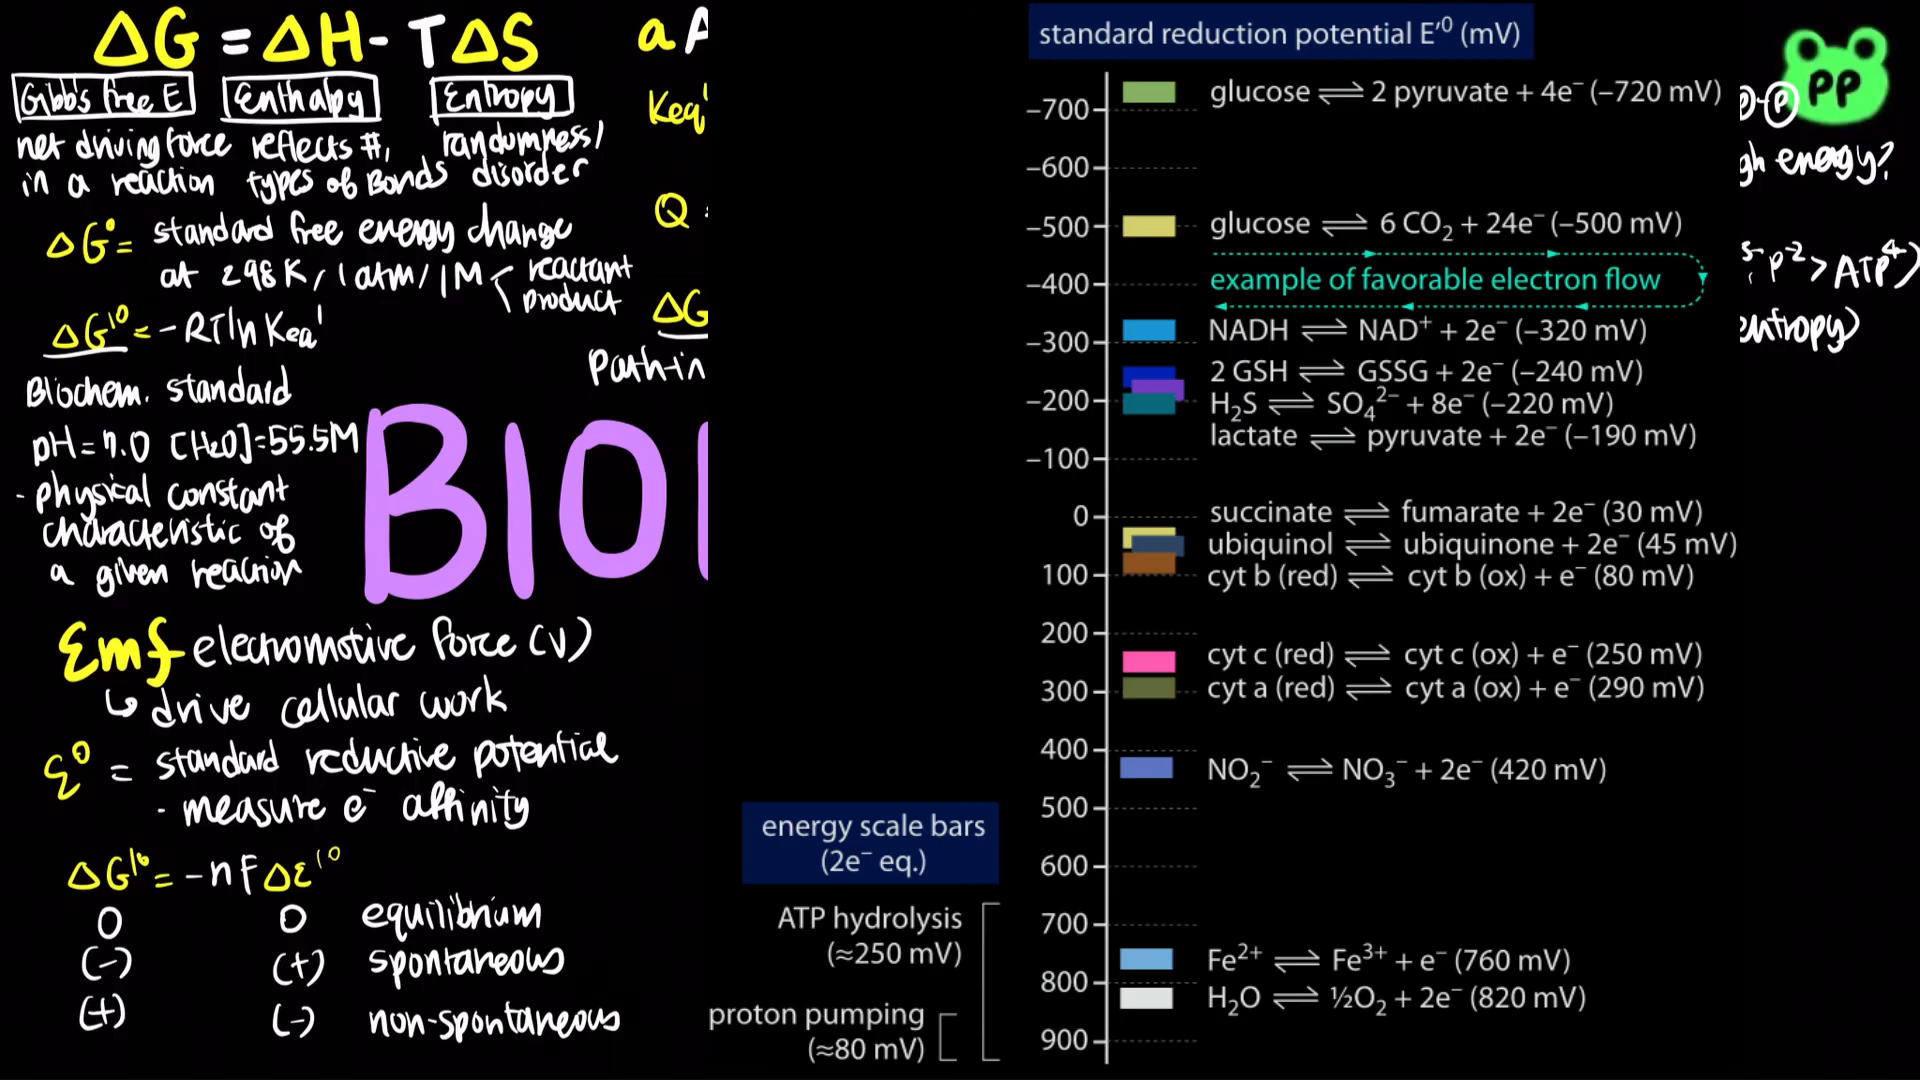 ΔG = ΔH - TΔS
Gibb's free E
Enthalpy
Entropy
net driving force
in a reaction
reflects #,
types of Bonds
randomness/
disorder
ΔG° = standard free energy change
at 298K/1atm/1M < reactant
product
ΔG'° = -RTln Keq'
Biochem. standard
pH=7.0 [H2O]=55.5M
- physical constant
characteristic of
a given reaction
Emf electromotive force (V)
↳ drive cellular work
ε° = standard reductive potential
· measure e⁻ affinity
ΔG'° = -nFΔε'°
0 0 equilibrium
(-) (+) spontaneous
(+) (-) non-spontaneous
a A
Keq'
Q =
ΔG
Path-in
BIO
standard reduction potential E′⁰ (mV)
−700
−600
−500
−400
−300
−200
−100
0
100
200
300
400
500
600
700
800
900
glucose ⇌ 2 pyruvate + 4e⁻ (−720 mV)
glucose ⇌ 6 CO₂ + 24e⁻ (−500 mV)
example of favorable electron flow
NADH ⇌ NAD⁺ + 2e⁻ (−320 mV)
2 GSH ⇌ GSSG + 2e⁻ (−240 mV)
H₂S ⇌ SO₄²⁻ + 8e⁻ (−220 mV)
lactate ⇌ pyruvate + 2e⁻ (−190 mV)
succinate ⇌ fumarate + 2e⁻ (30 mV)
ubiquinol ⇌ ubiquinone + 2e⁻ (45 mV)
cyt b (red) ⇌ cyt b (ox) + e⁻ (80 mV)
cyt c (red) ⇌ cyt c (ox) + e⁻ (250 mV)
cyt a (red) ⇌ cyt a (ox) + e⁻ (290 mV)
NO₂⁻ ⇌ NO₃⁻ + 2e⁻ (420 mV)
Fe²⁺ ⇌ Fe³⁺ + e⁻ (760 mV)
H₂O ⇌ ½O₂ + 2e⁻ (820 mV)
energy scale bars
(2e⁻ eq.)
ATP hydrolysis
(≈250 mV)
proton pumping
(≈80 mV)
PP
gh energy?
P⁻² > ATP⁴)
entropy)